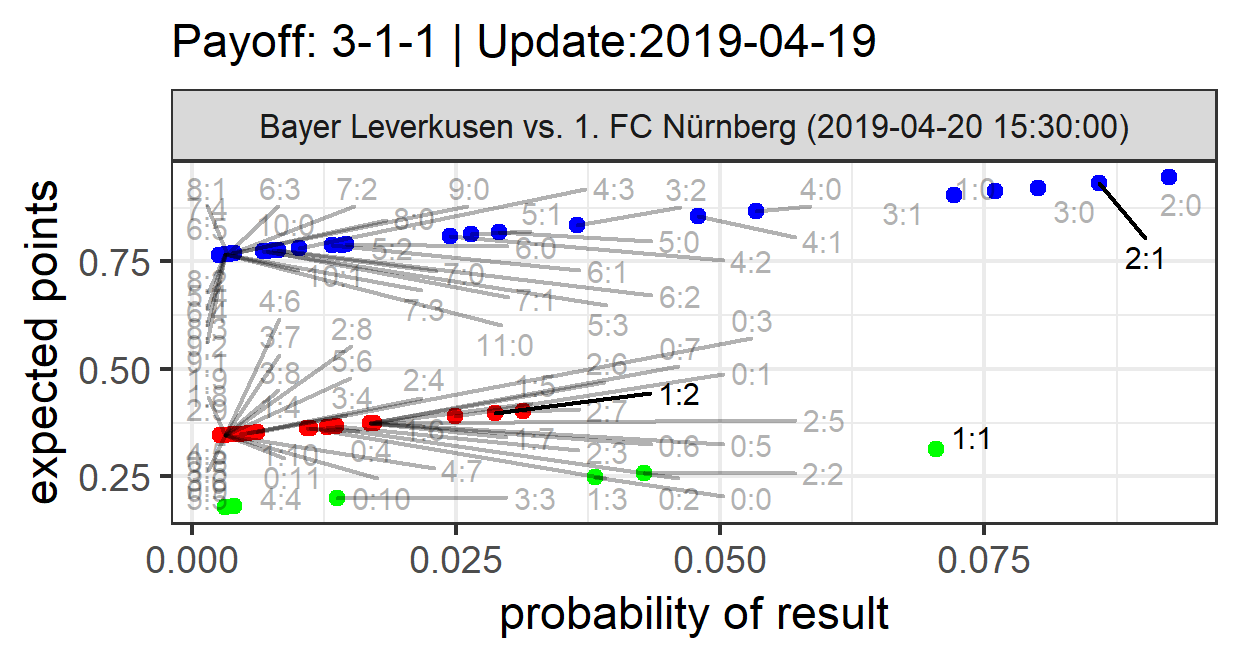 Payoff: 3-1-1 | Update:2019-04-19
Bayer Leverkusen vs. 1. FC Nürnberg (2019-04-20 15:30:00)
8:1 6:3 7:2 9:0 4:3 3:2 4:0 1:0
7:4 10:0 8:0 5:1 3:1 3:0 2:0
6:5 5:2 6:0 5:0 4:1
10:1 7:0 6:1 4:2 2:1
4:6 7:3 7:1 6:2
3:7 2:8 11:0 5:3 0:3
9:1 3:8 5:6 2:6 0:7
1:9 2:4 1:5 0:1
1:4 3:4 2:7 1:2
1:6 1:7 2:5 1:1
1:10 0:4 2:3 0:6 0:5
0:11 4:7 2:2
4:4 0:10 3:3 1:3 0:2 0:0
0.75
0.50
0.25
expected points
0.000 0.025 0.050 0.075
probability of result